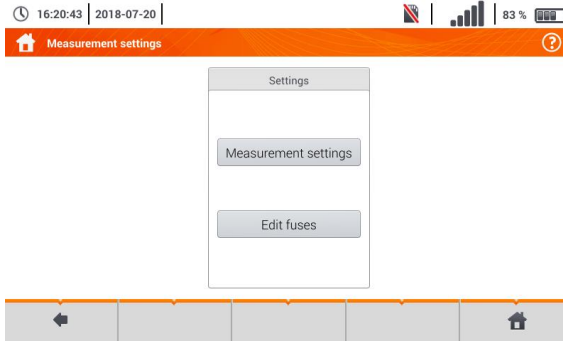 16:20:43 2018-07-20 83 %
Measurement settings ?
Settings
Measurement settings
Edit fuses